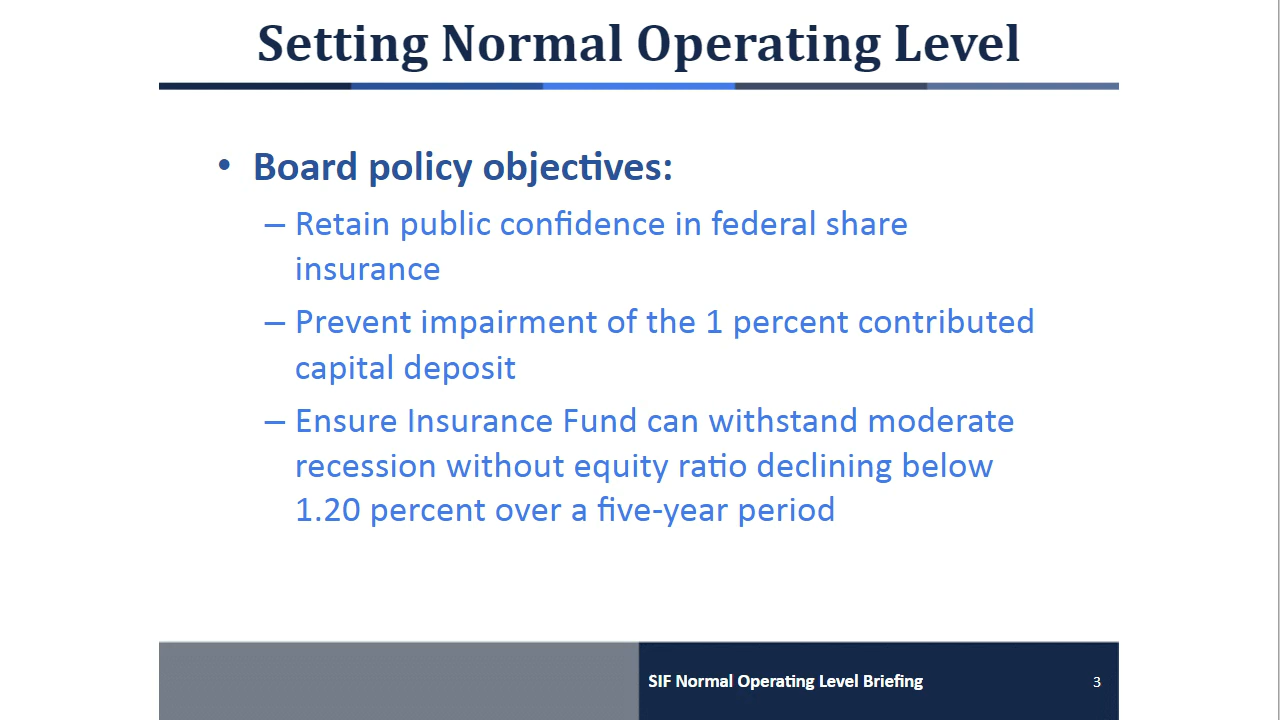 Setting Normal Operating Level
• Board policy objectives:
– Retain public confidence in federal share
insurance
– Prevent impairment of the 1 percent contributed
capital deposit
– Ensure Insurance Fund can withstand moderate
recession without equity ratio declining below
1.20 percent over a five-year period
SIF Normal Operating Level Briefing
3